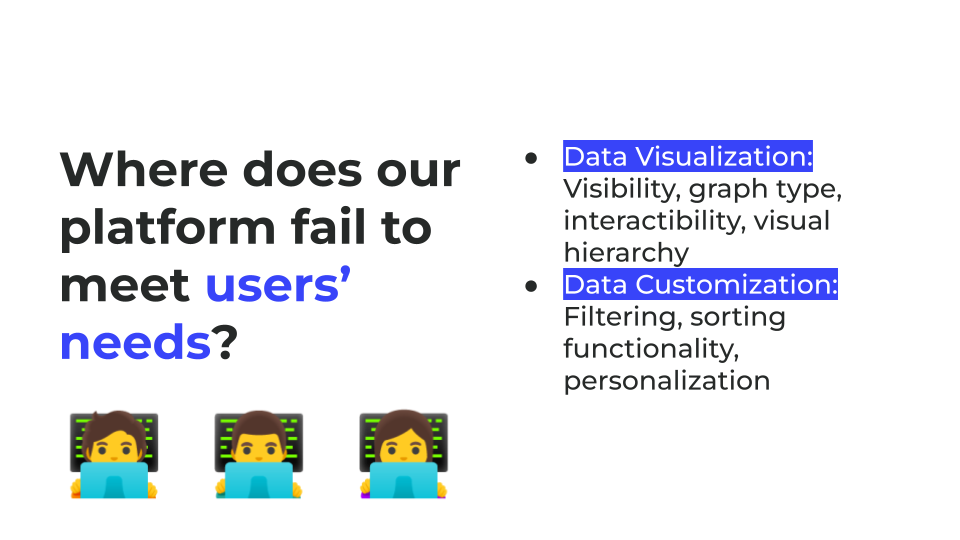 Where does our
platform fail to
meet users’
needs?
● Data Visualization:
Visibility, graph type,
interactibility, visual
hierarchy
● Data Customization:
Filtering, sorting
functionality,
personalization